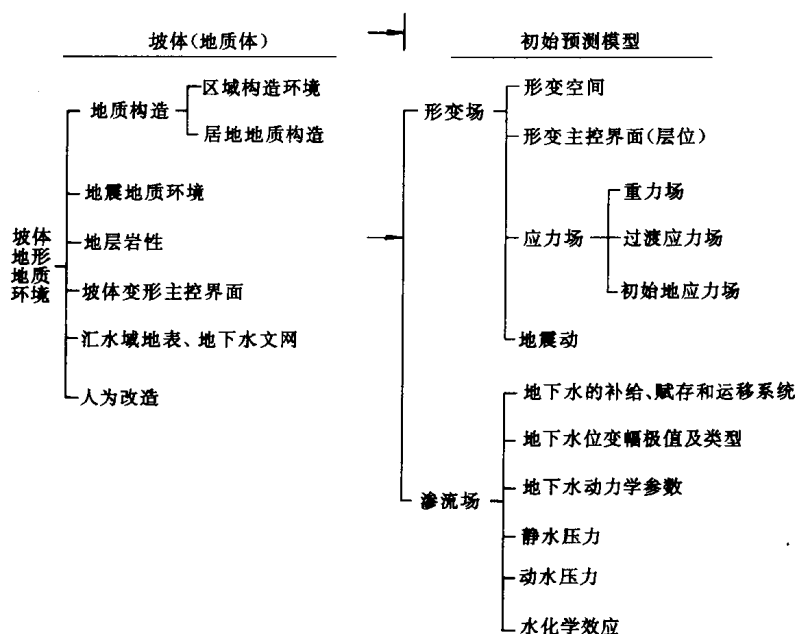 坡体(地质体)
初始预测模型
坡体
地形
地质
环境
地质构造
区域构造环境
居地地质构造
地震地质环境
地层岩性
坡体变形主控界面
汇水域地表、地下水文网
人为改造
形变场
形变空间
形变主控界面(层位)
应力场
重力场
过渡应力场
初始地应力场
地震动
渗流场
地下水的补给、赋存和运移系统
地下水位变幅极值及类型
地下水动力学参数
静水压力
动水压力
水化学效应